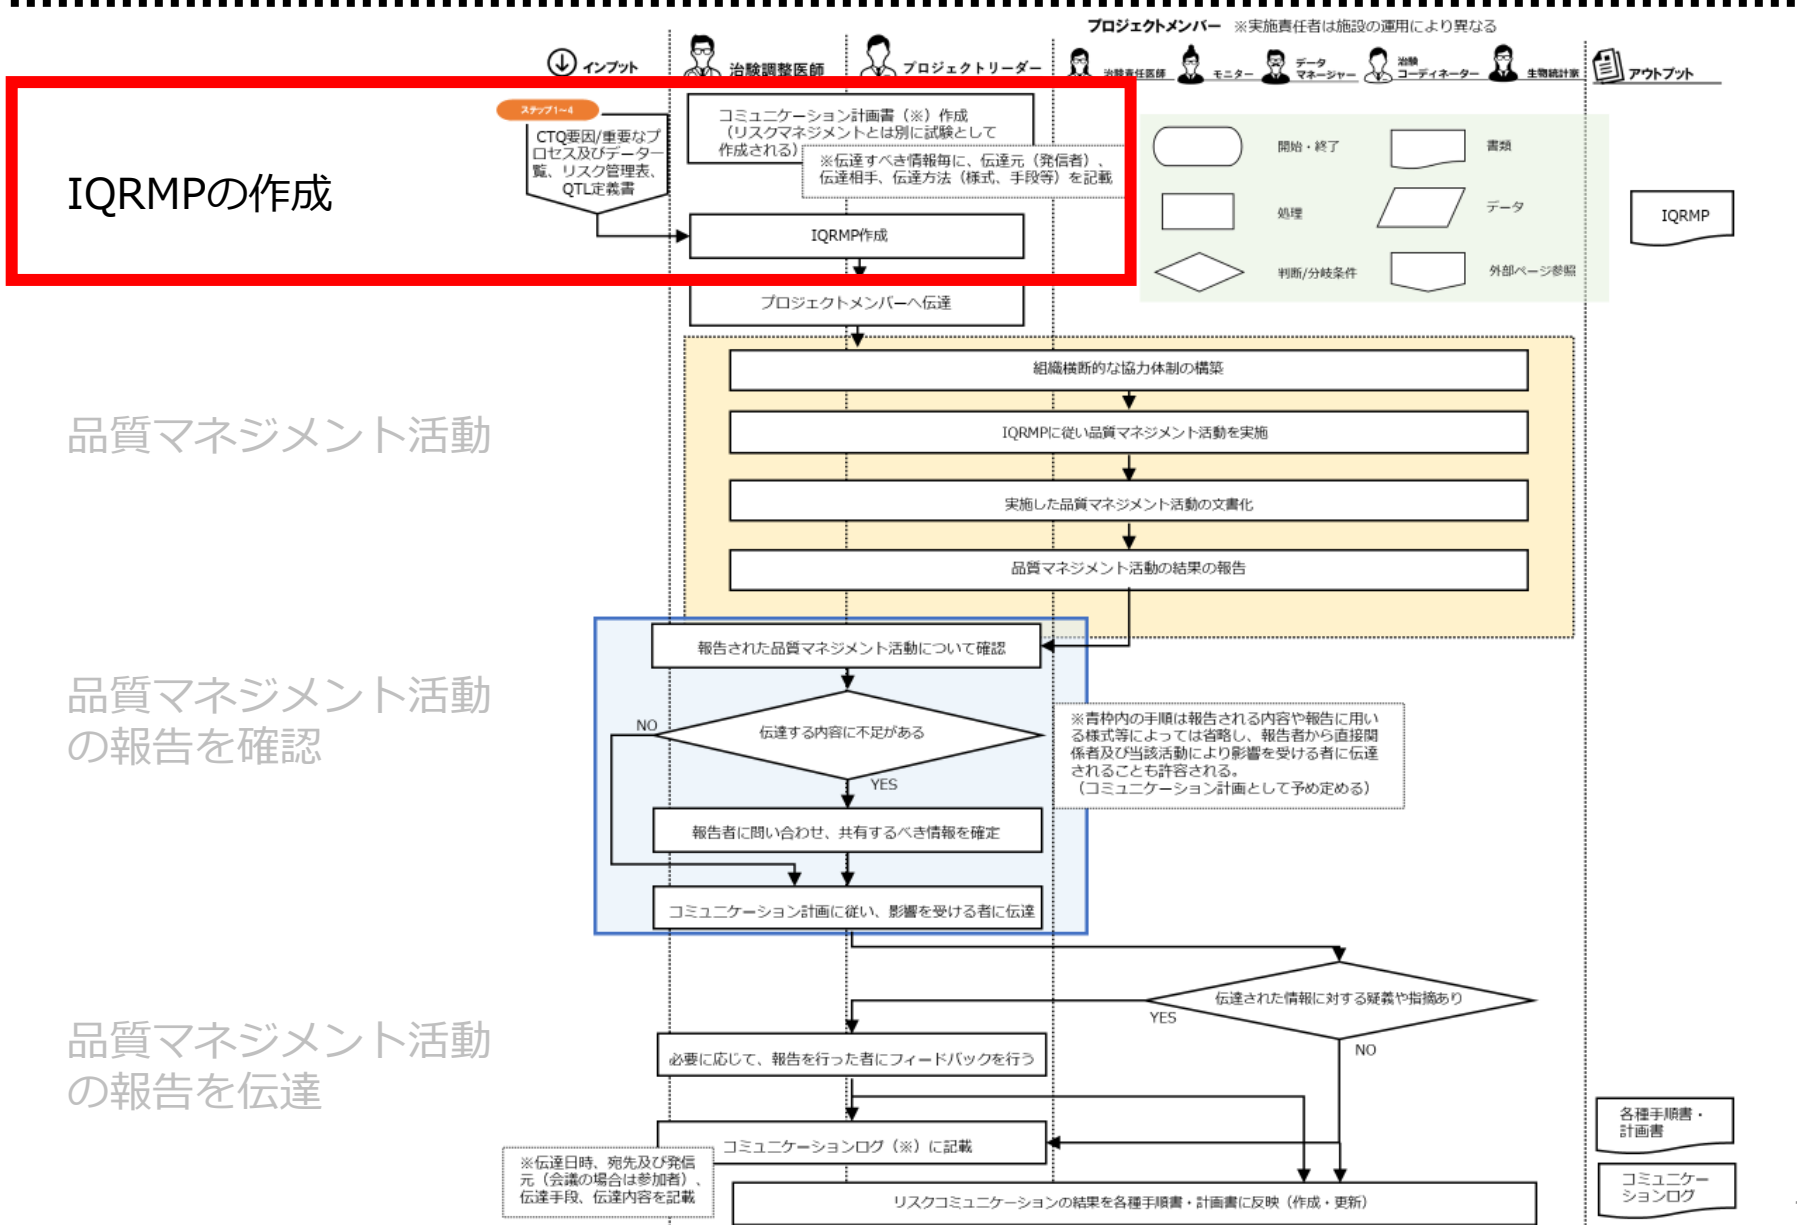 プロジェクトメンバー ※実施責任者は施設の運用により異なる
インプット
治験調整医師
プロジェクトリーダー
治験責任医師
モニター
データ
マネージャー
治験
コーディネーター
生物統計家
アウトプット
ステップ1~4
CTQ要因/重要なプ
ロセス及びデータ一
覧、リスク管理表、
QTL定義書
コミュニケーション計画書（※）作成
（リスクマネジメントとは別に試験として
作成される）
※伝達すべき情報毎に、伝達元（発信者）、
伝達相手、伝達方法（様式、手段等）を記載
IQRMPの作成
IQRMP作成
開始・終了
書類
処理
データ
判断/分岐条件
外部ページ参照
IQRMP
プロジェクトメンバーへ伝達
組織横断的な協力体制の構築
品質マネジメント活動
IQRMPに従い品質マネジメント活動を実施
実施した品質マネジメント活動の文書化
品質マネジメント活動の結果の報告
報告された品質マネジメント活動について確認
品質マネジメント活動
の報告を確認
NO
伝達する内容に不足がある
YES
※青枠内の手順は報告される内容や報告に用い
る様式等によっては省略し、報告者から直接関
係者及び当該活動により影響を受ける者に伝達
されることも許容される。
（コミュニケーション計画として予め定める）
報告者に問い合わせ、共有するべき情報を確定
コミュニケーション計画に従い、影響を受ける者に伝達
伝達された情報に対する疑義や指摘あり
YES
NO
品質マネジメント活動
の報告を伝達
必要に応じて、報告を行った者にフィードバックを行う
コミュニケーションログ（※）に記載
※伝達日時、宛先及び発信
元（会議の場合は参加者）、
伝達手段、伝達内容を記載
リスクコミュニケーションの結果を各種手順書・計画書に反映（作成・更新）
各種手順書・
計画書
コミュニケー
ションログ